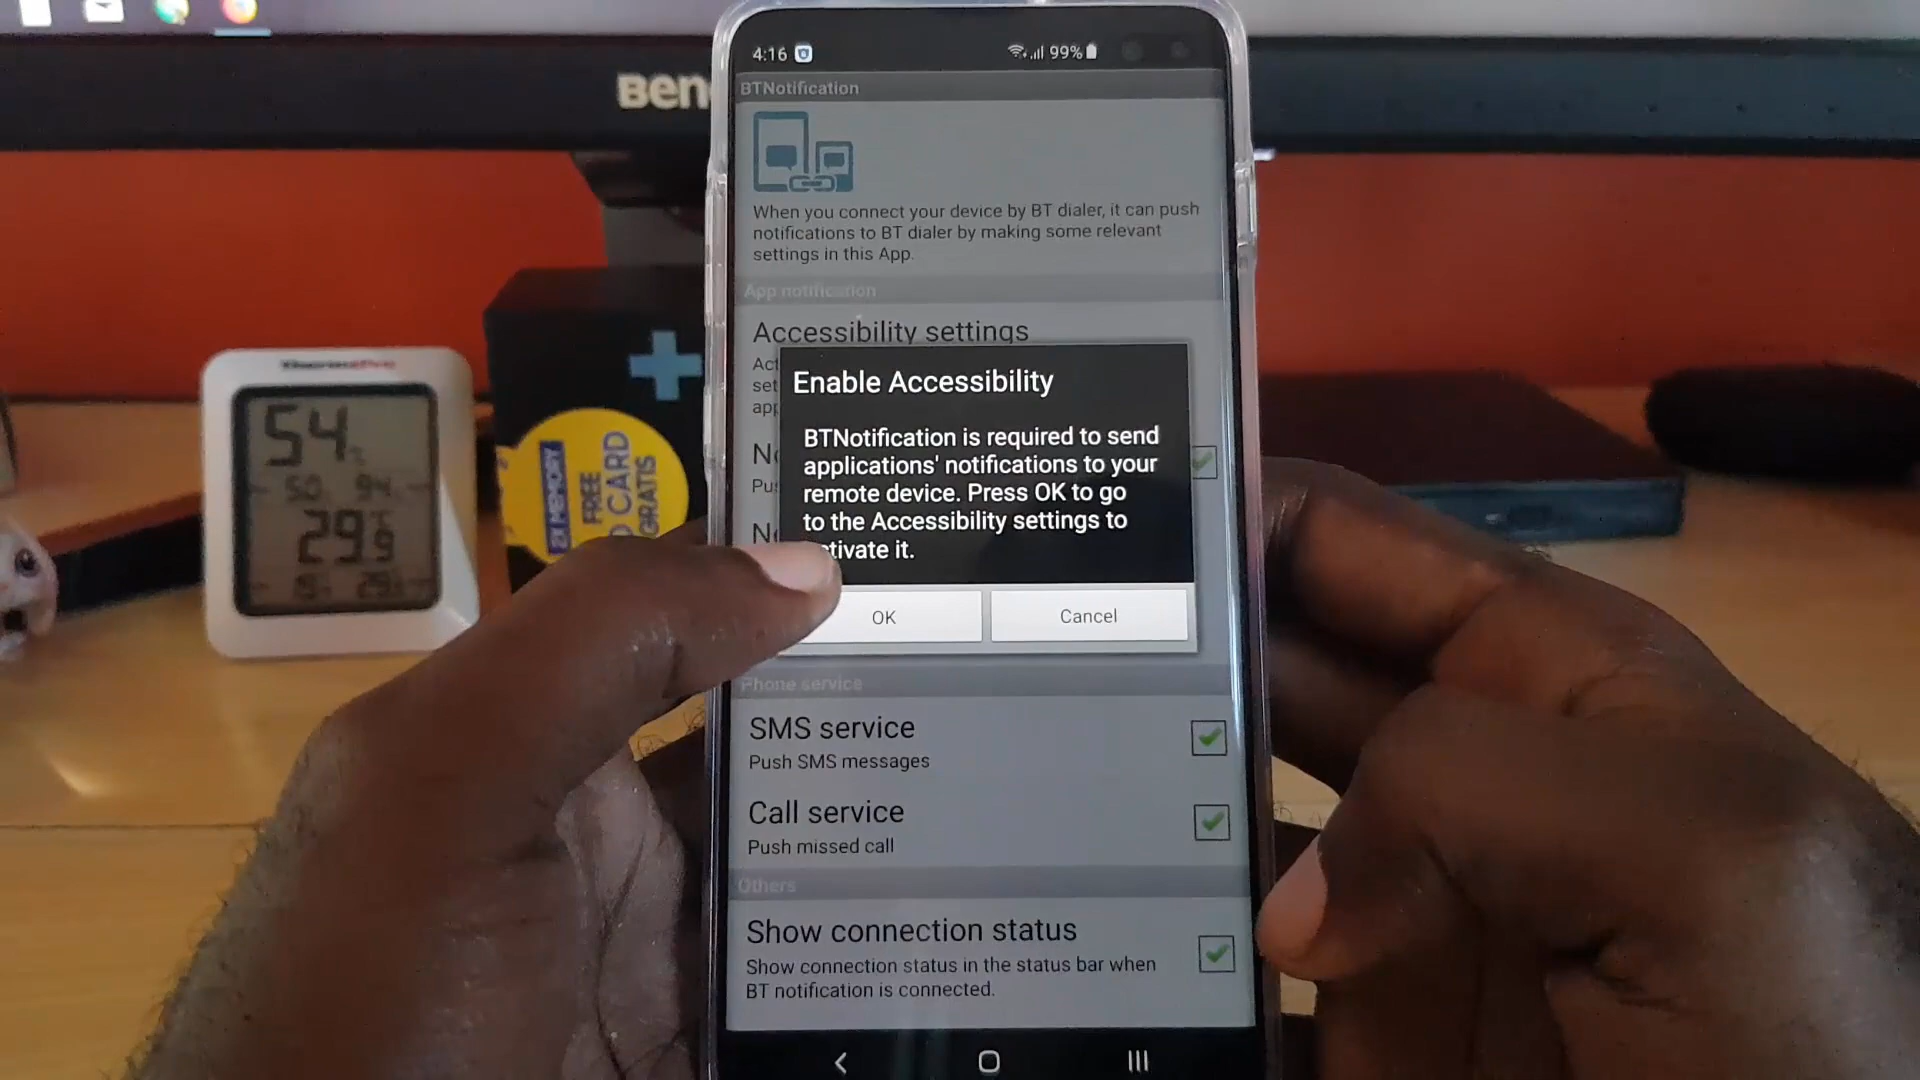 4:16
99%
Ben
BTNotification
When you connect your device by BT dialer, it can push
notifications to BT dialer by making some relevant
settings in this App.
App notification
Accessibility settings
Enable Accessibility
BTNotification is required to send
applications' notifications to your
remote device. Press OK to go
to the Accessibility settings to
tivate it.
OK
Cancel
Phone service
SMS service
Push SMS messages
Call service
Push missed call
Others
Show connection status
Show connection status in the status bar when
BT notification is connected.
54
29.9
MEMORY
FREE
CARD
GRATIS